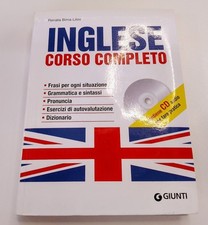 INGLESE
CORSO COMPLETO
• Frasi per ogni situazione
• Grammatica e sintassi
• Pronuncia
• Esercizi di autovalutazione
• Dizionario
CD
GIUNTI